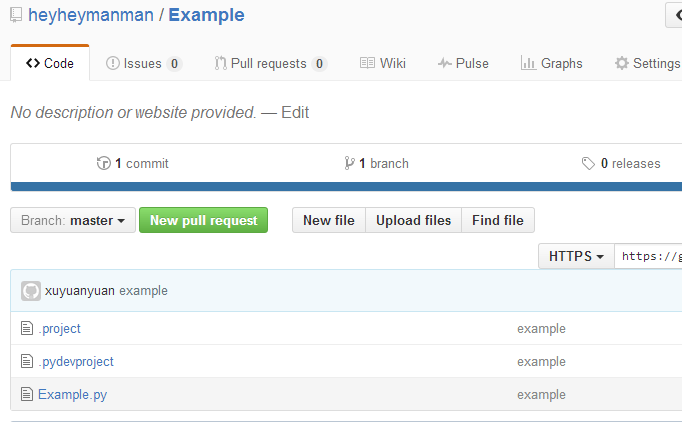 heyheymanman / Example
Code Issues 0 Pull requests 0 Wiki Pulse Graphs Settings
No description or website provided. — Edit
1 commit 1 branch 0 releases
Branch: master New pull request New file Upload files Find file
HTTPS https://g
xuyuanyuan example
.project example
.pydevproject example
Example.py example